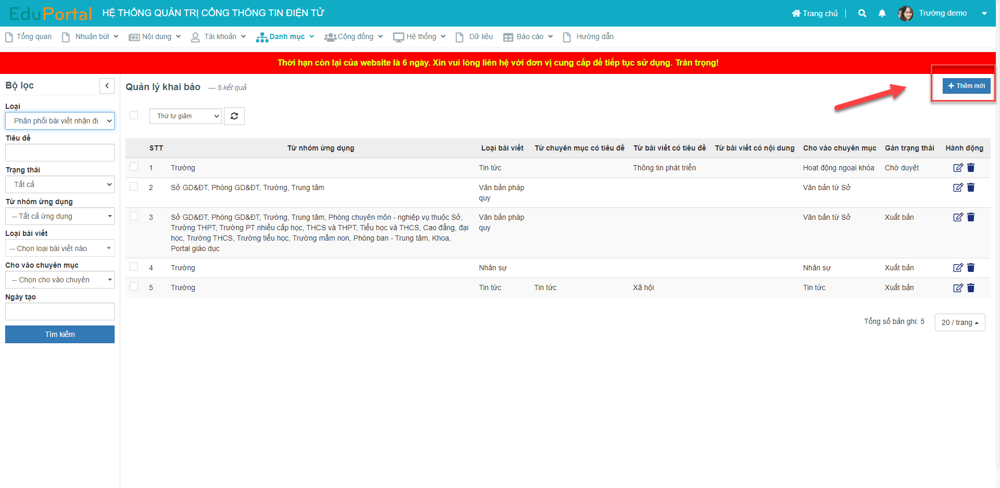 EduPortal HỆ THỐNG QUẢN TRỊ CỔNG THÔNG TIN ĐIỆN TỬ Trang chủ Trường demo
Tổng quan Nhuận bút Nội dung Tài khoản Danh mục Cộng đồng Hệ thống Dữ liệu Báo cáo Hướng dẫn
Thời hạn còn lại của website là 6 ngày. Xin vui lòng liên hệ với đơn vị cung cấp để tiếp tục sử dụng. Trân trọng!
Bộ lọc
Loại
Phân phối bài viết nhận đư
Tiêu đề
Trạng thái
Tất cả
Từ nhóm ứng dụng
-- Tất cả ứng dụng
Loại bài viết
-- Chọn loại bài viết nào
Cho vào chuyên mục
-- Chọn cho vào chuyên
Ngày tạo
Tìm kiếm
Quản lý khai báo — 5 kết quả
+ Thêm mới
Thứ tự giảm
STT Từ nhóm ứng dụng Loại bài viết Từ chuyên mục có tiêu đề Từ bài viết có tiêu đề Từ bài viết có nội dung Cho vào chuyên mục Gán trạng thái Hành động
1 Trường Tin tức Thông tin phát triển Hoạt động ngoại khóa Chờ duyệt
2 Sở GD&ĐT, Phòng GD&ĐT, Trường, Trung tâm Văn bản pháp Văn bản từ Sở
quy
3 Sở GD&ĐT, Phòng GD&ĐT, Trường, Trung tâm, Phòng chuyên môn - nghiệp vụ thuộc Sở, Văn bản pháp Văn bản từ Sở Xuất bản
Trường THPT, Trường PT nhiều cấp học, THCS và THPT, Tiểu học và THCS, Cao đẳng, đại quy
học, Trường THCS, Trường tiểu học, Trường mầm non, Phòng ban - Trung tâm, Khoa,
Portal giáo dục
4 Trường Nhân sự Nhân sự Xuất bản
5 Trường Tin tức Tin tức Xã hội Tin tức Xuất bản
Tổng số bản ghi: 5 20 / trang